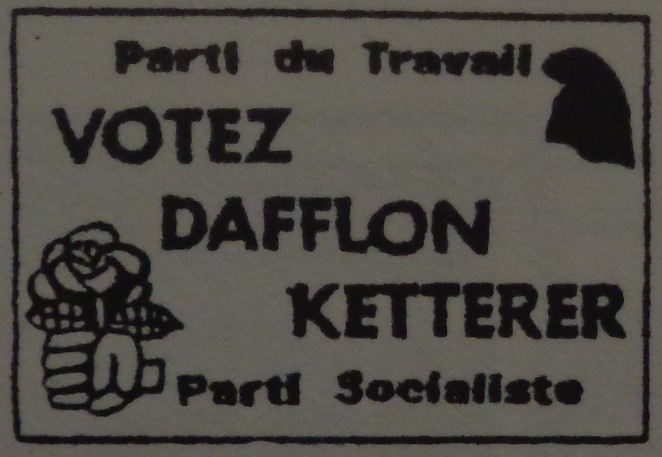 Parti du Travail
VOTEZ
DAFFLON
KETTERER
Parti Socialiste